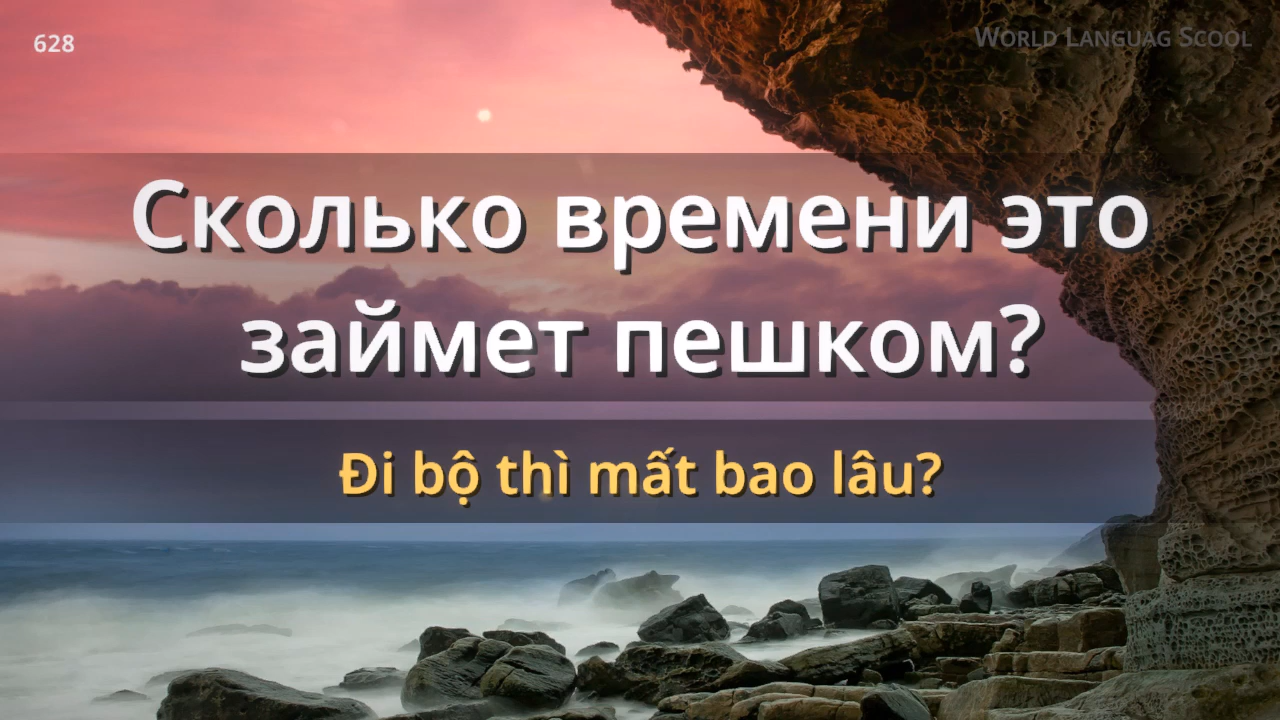 628
World Languag Scool
Сколько времени это
займет пешком?
Đi bộ thì mất bao lâu?